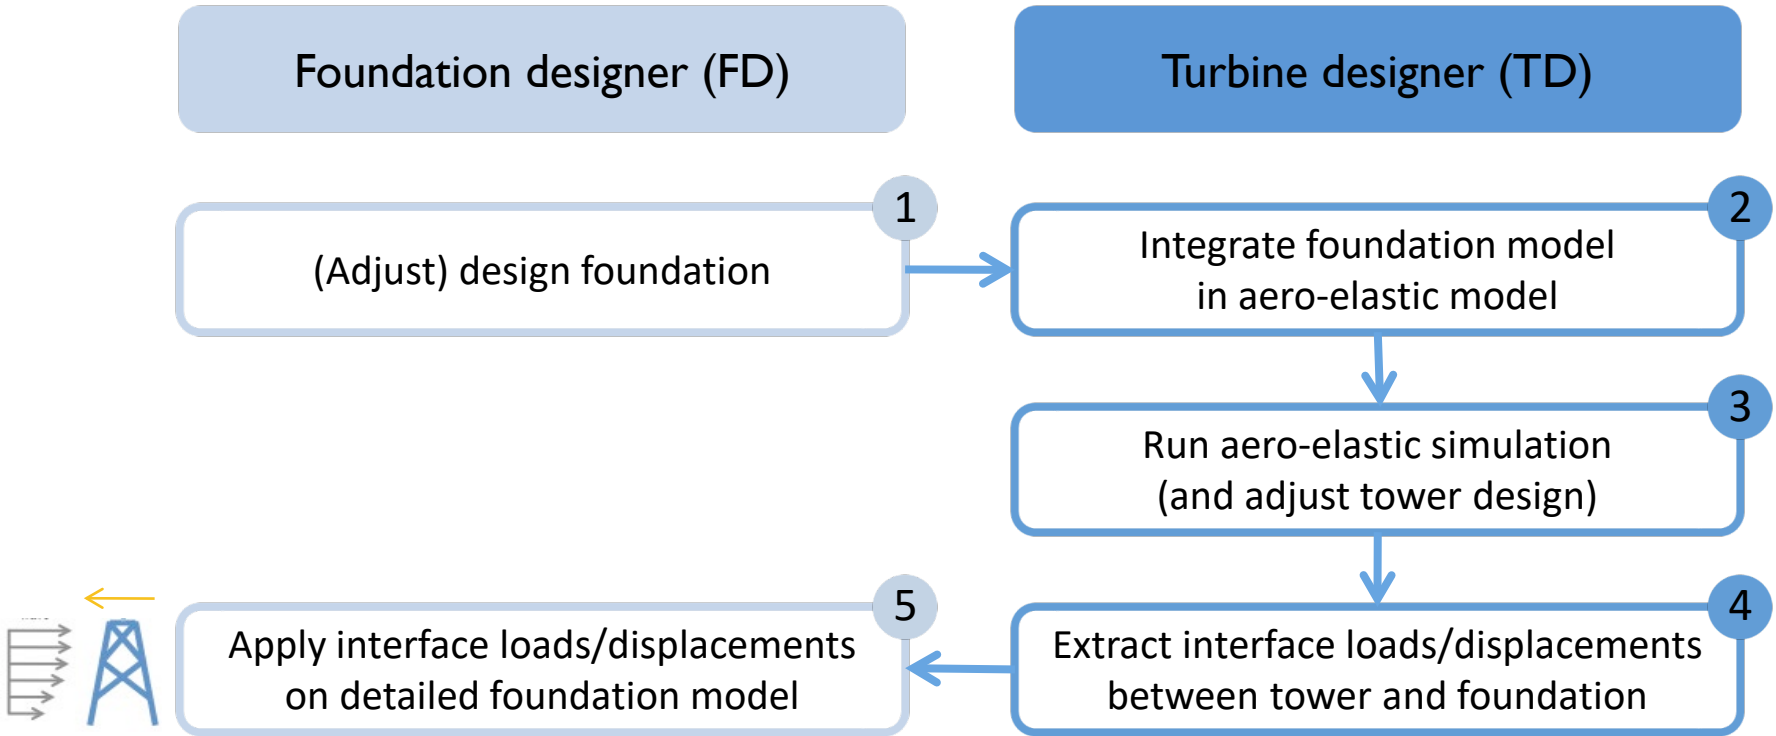 Foundation designer (FD)
Turbine designer (TD)
1
(Adjust) design foundation
2
Integrate foundation model
in aero-elastic model
3
Run aero-elastic simulation
(and adjust tower design)
4
Extract interface loads/displacements
between tower and foundation
5
Apply interface loads/displacements
on detailed foundation model